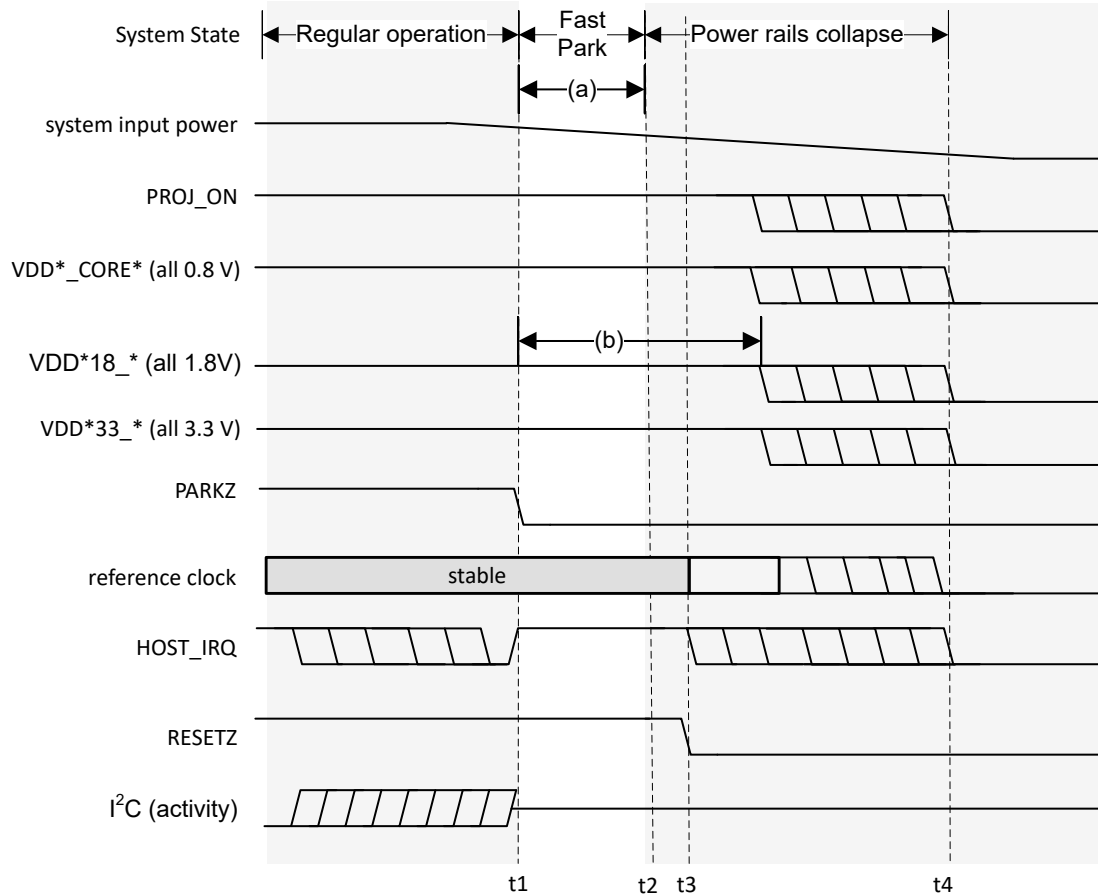 System State
Regular operation
Fast
Park
Power rails collapse
(a)
system input power
PROJ_ON
VDD*_CORE* (all 0.8 V)
(b)
VDD*18_* (all 1.8V)
VDD*33_* (all 3.3 V)
PARKZ
reference clock
stable
HOST_IRQ
RESETZ
I²C (activity)
t1
t2
t3
t4